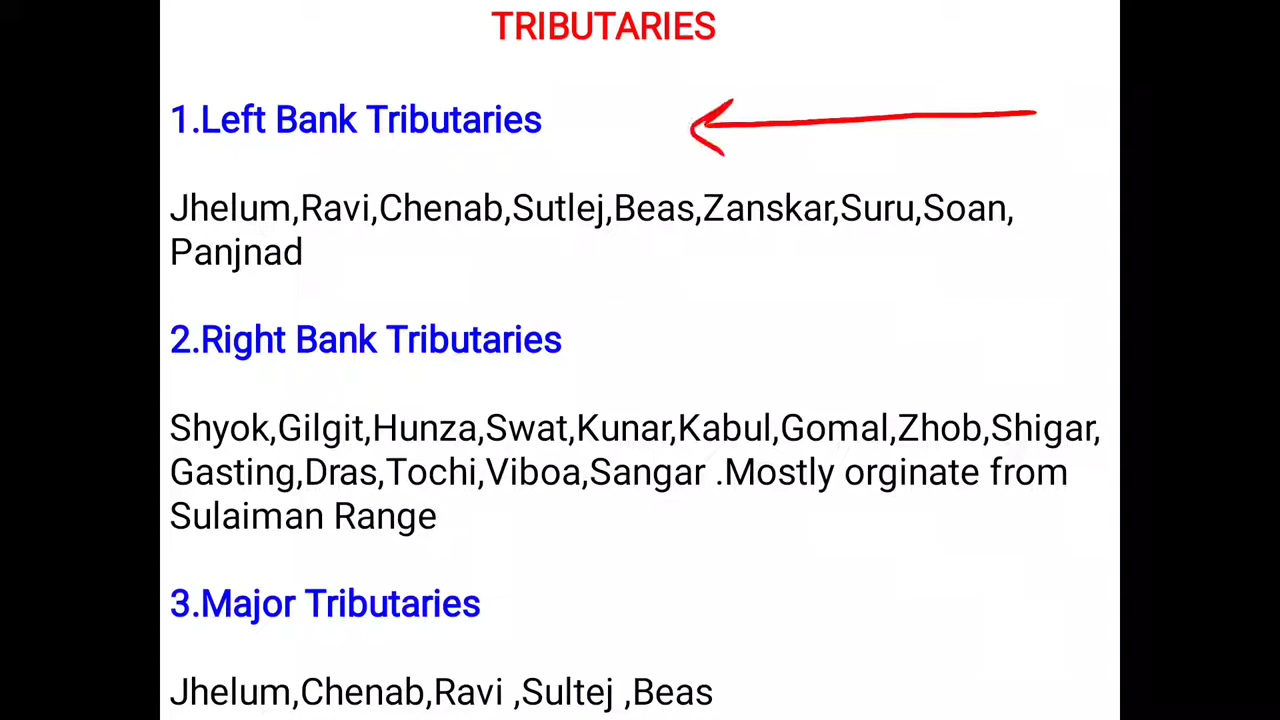 TRIBUTARIES
1.Left Bank Tributaries
Jhelum,Ravi,Chenab,Sutlej,Beas,Zanskar,Suru,Soan,
Panjnad
2.Right Bank Tributaries
Shyok,Gilgit,Hunza,Swat,Kunar,Kabul,Gomal,Zhob,Shigar,
Gasting,Dras,Tochi,Viboa,Sangar .Mostly orginate from
Sulaiman Range
3.Major Tributaries
Jhelum,Chenab,Ravi ,Sultej ,Beas